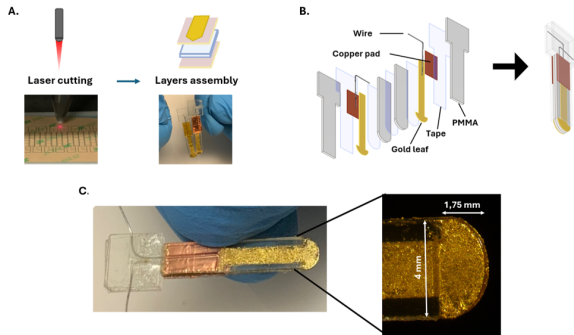 A.
Laser cutting
Layers assembly
B.
Wire
Copper pad
PMMA
Tape
Gold leaf
C.
1,75 mm
4 mm